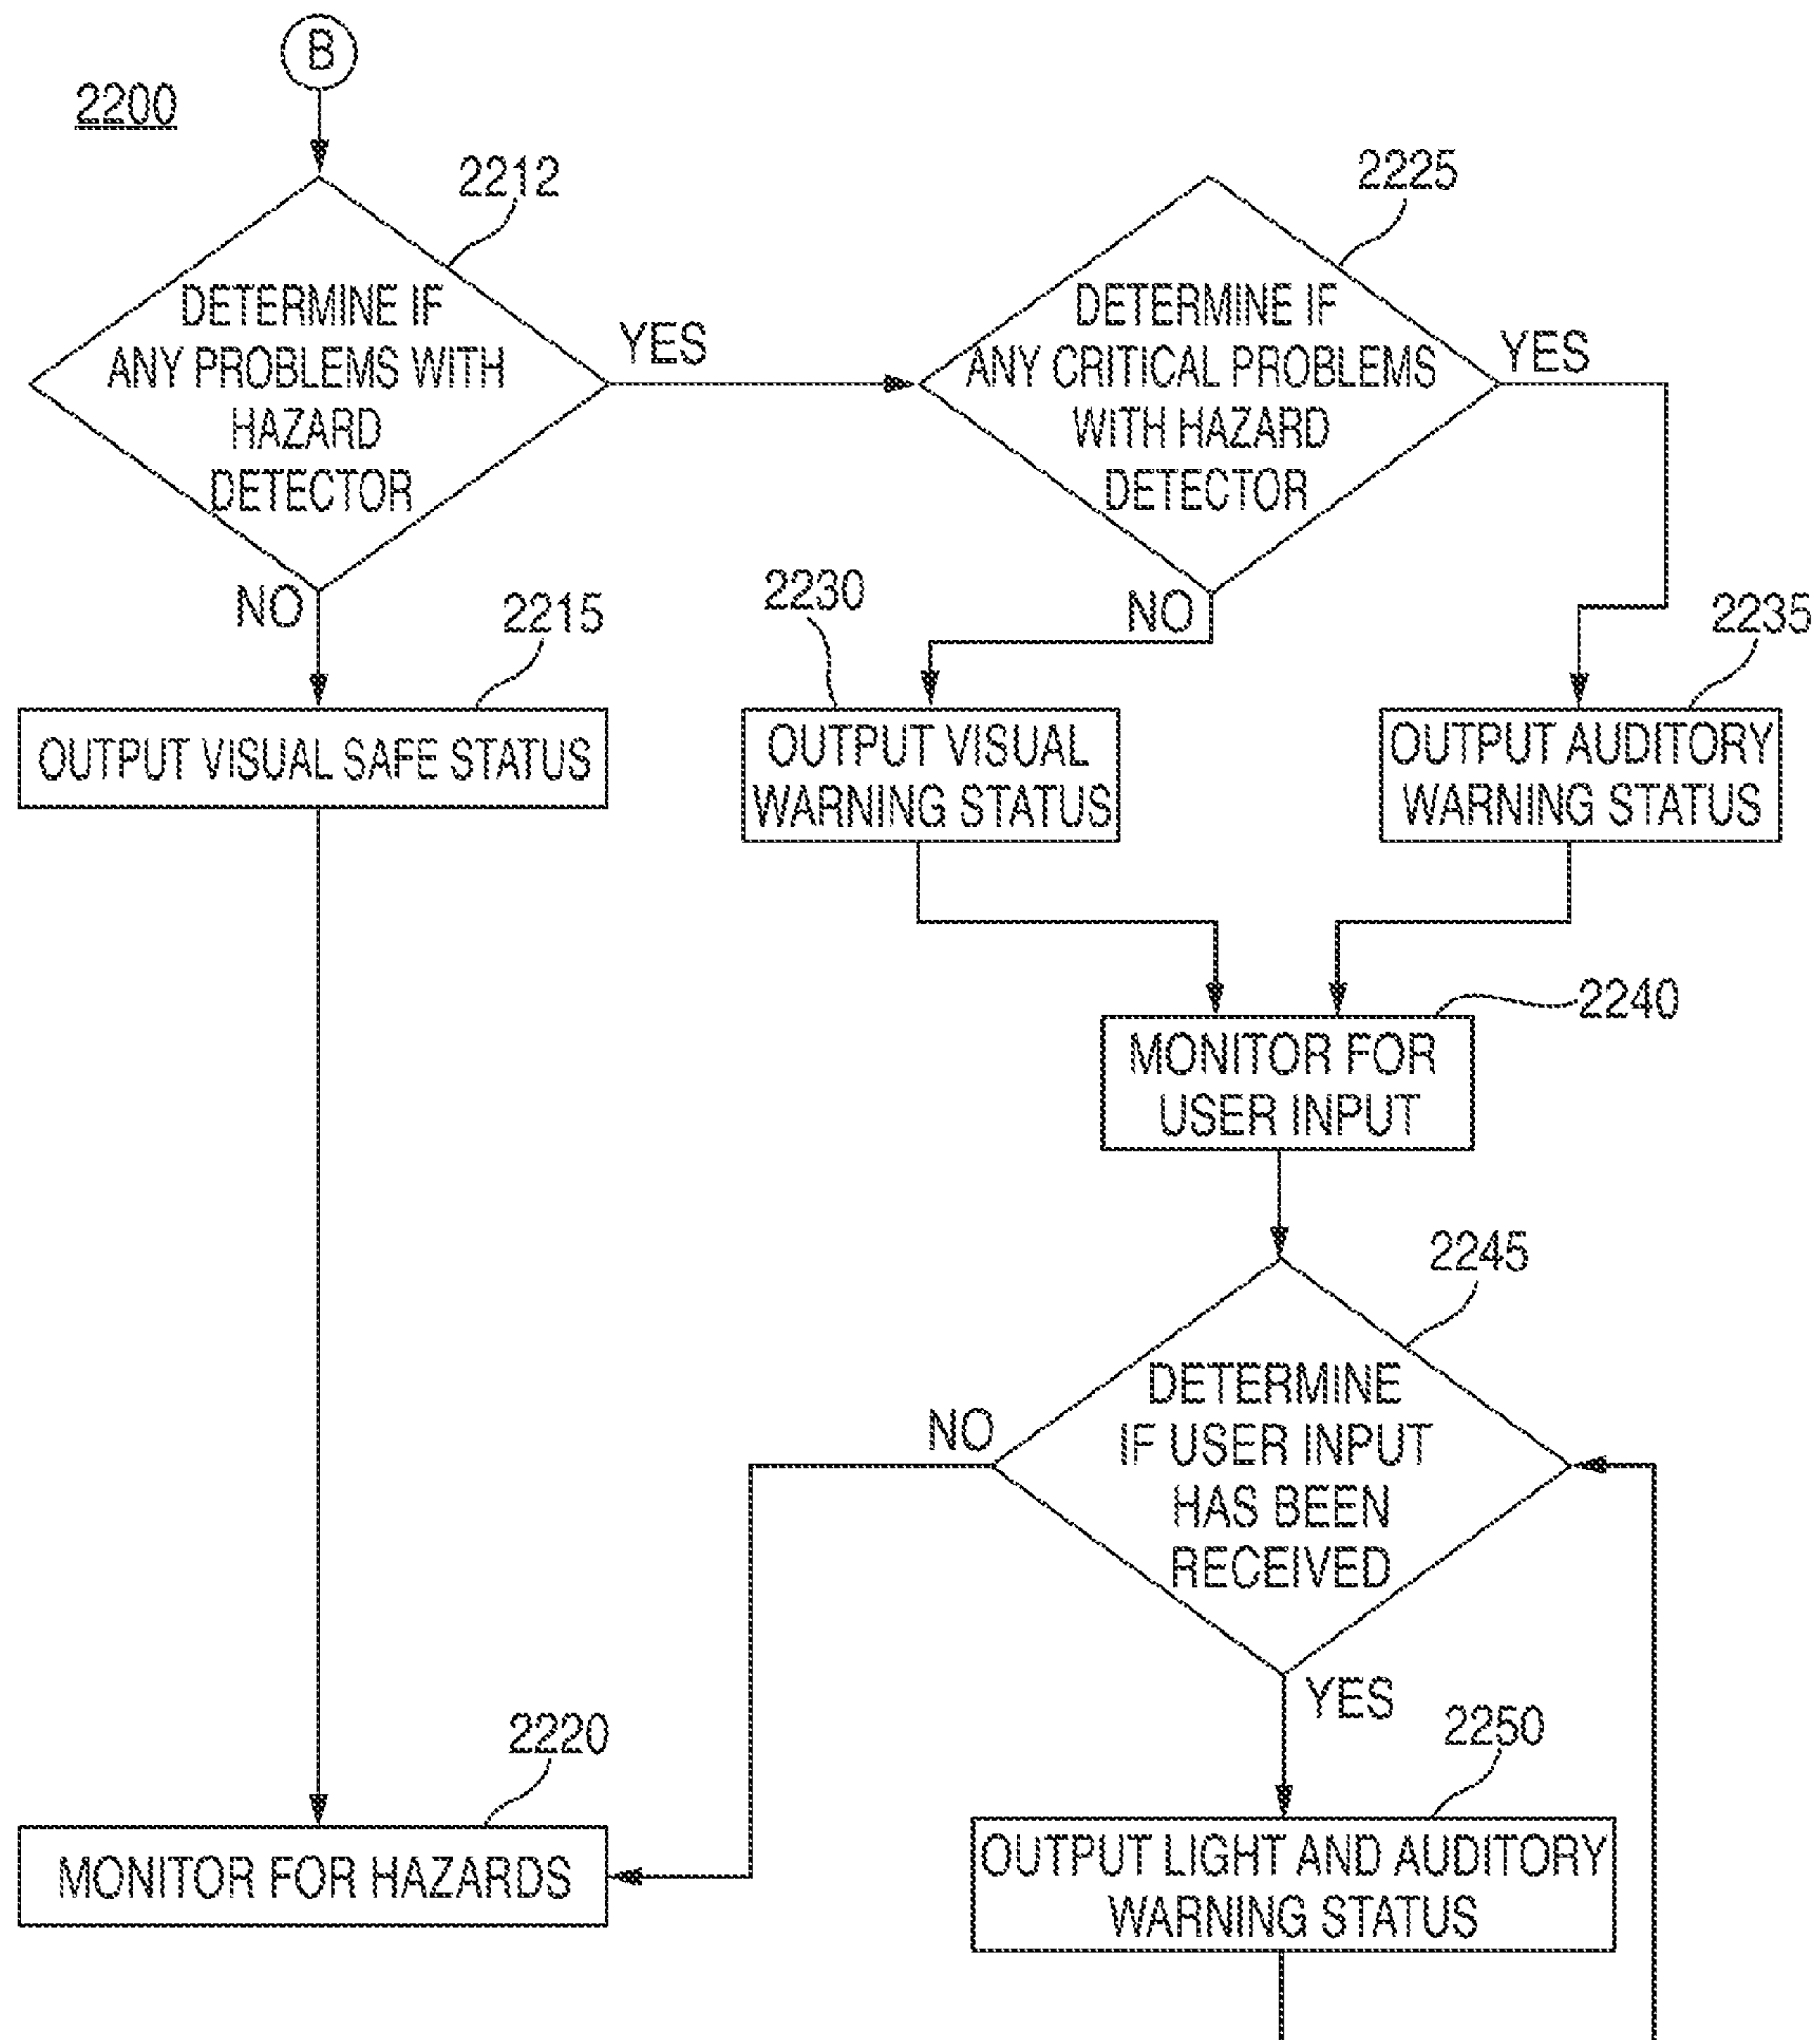 B
2200
2212
DETERMINE IF
ANY PROBLEMS WITH
HAZARD
DETECTOR
YES
NO
2225
DETERMINE IF
ANY CRITICAL PROBLEMS
WITH HAZARD
DETECTOR
YES
NO
2215
OUTPUT VISUAL SAFE STATUS
2230
OUTPUT VISUAL
WARNING STATUS
2235
OUTPUT AUDITORY
WARNING STATUS
2240
MONITOR FOR
USER INPUT
2245
DETERMINE
IF USER INPUT
HAS BEEN
RECEIVED
NO
YES
2220
MONITOR FOR HAZARDS
2250
OUTPUT LIGHT AND AUDITORY
WARNING STATUS